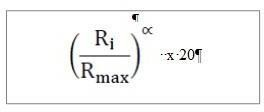 ¶
(Rᵢ / Rₘₐₓ)^∝ ··x·20¶